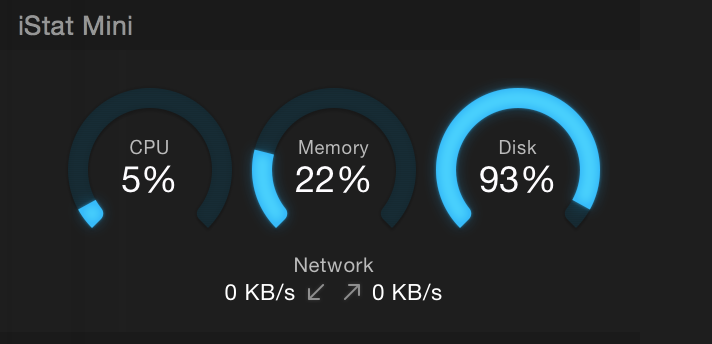 iStat Mini
CPU Memory Disk
5% 22% 93%
Network
0 KB/s 0 KB/s